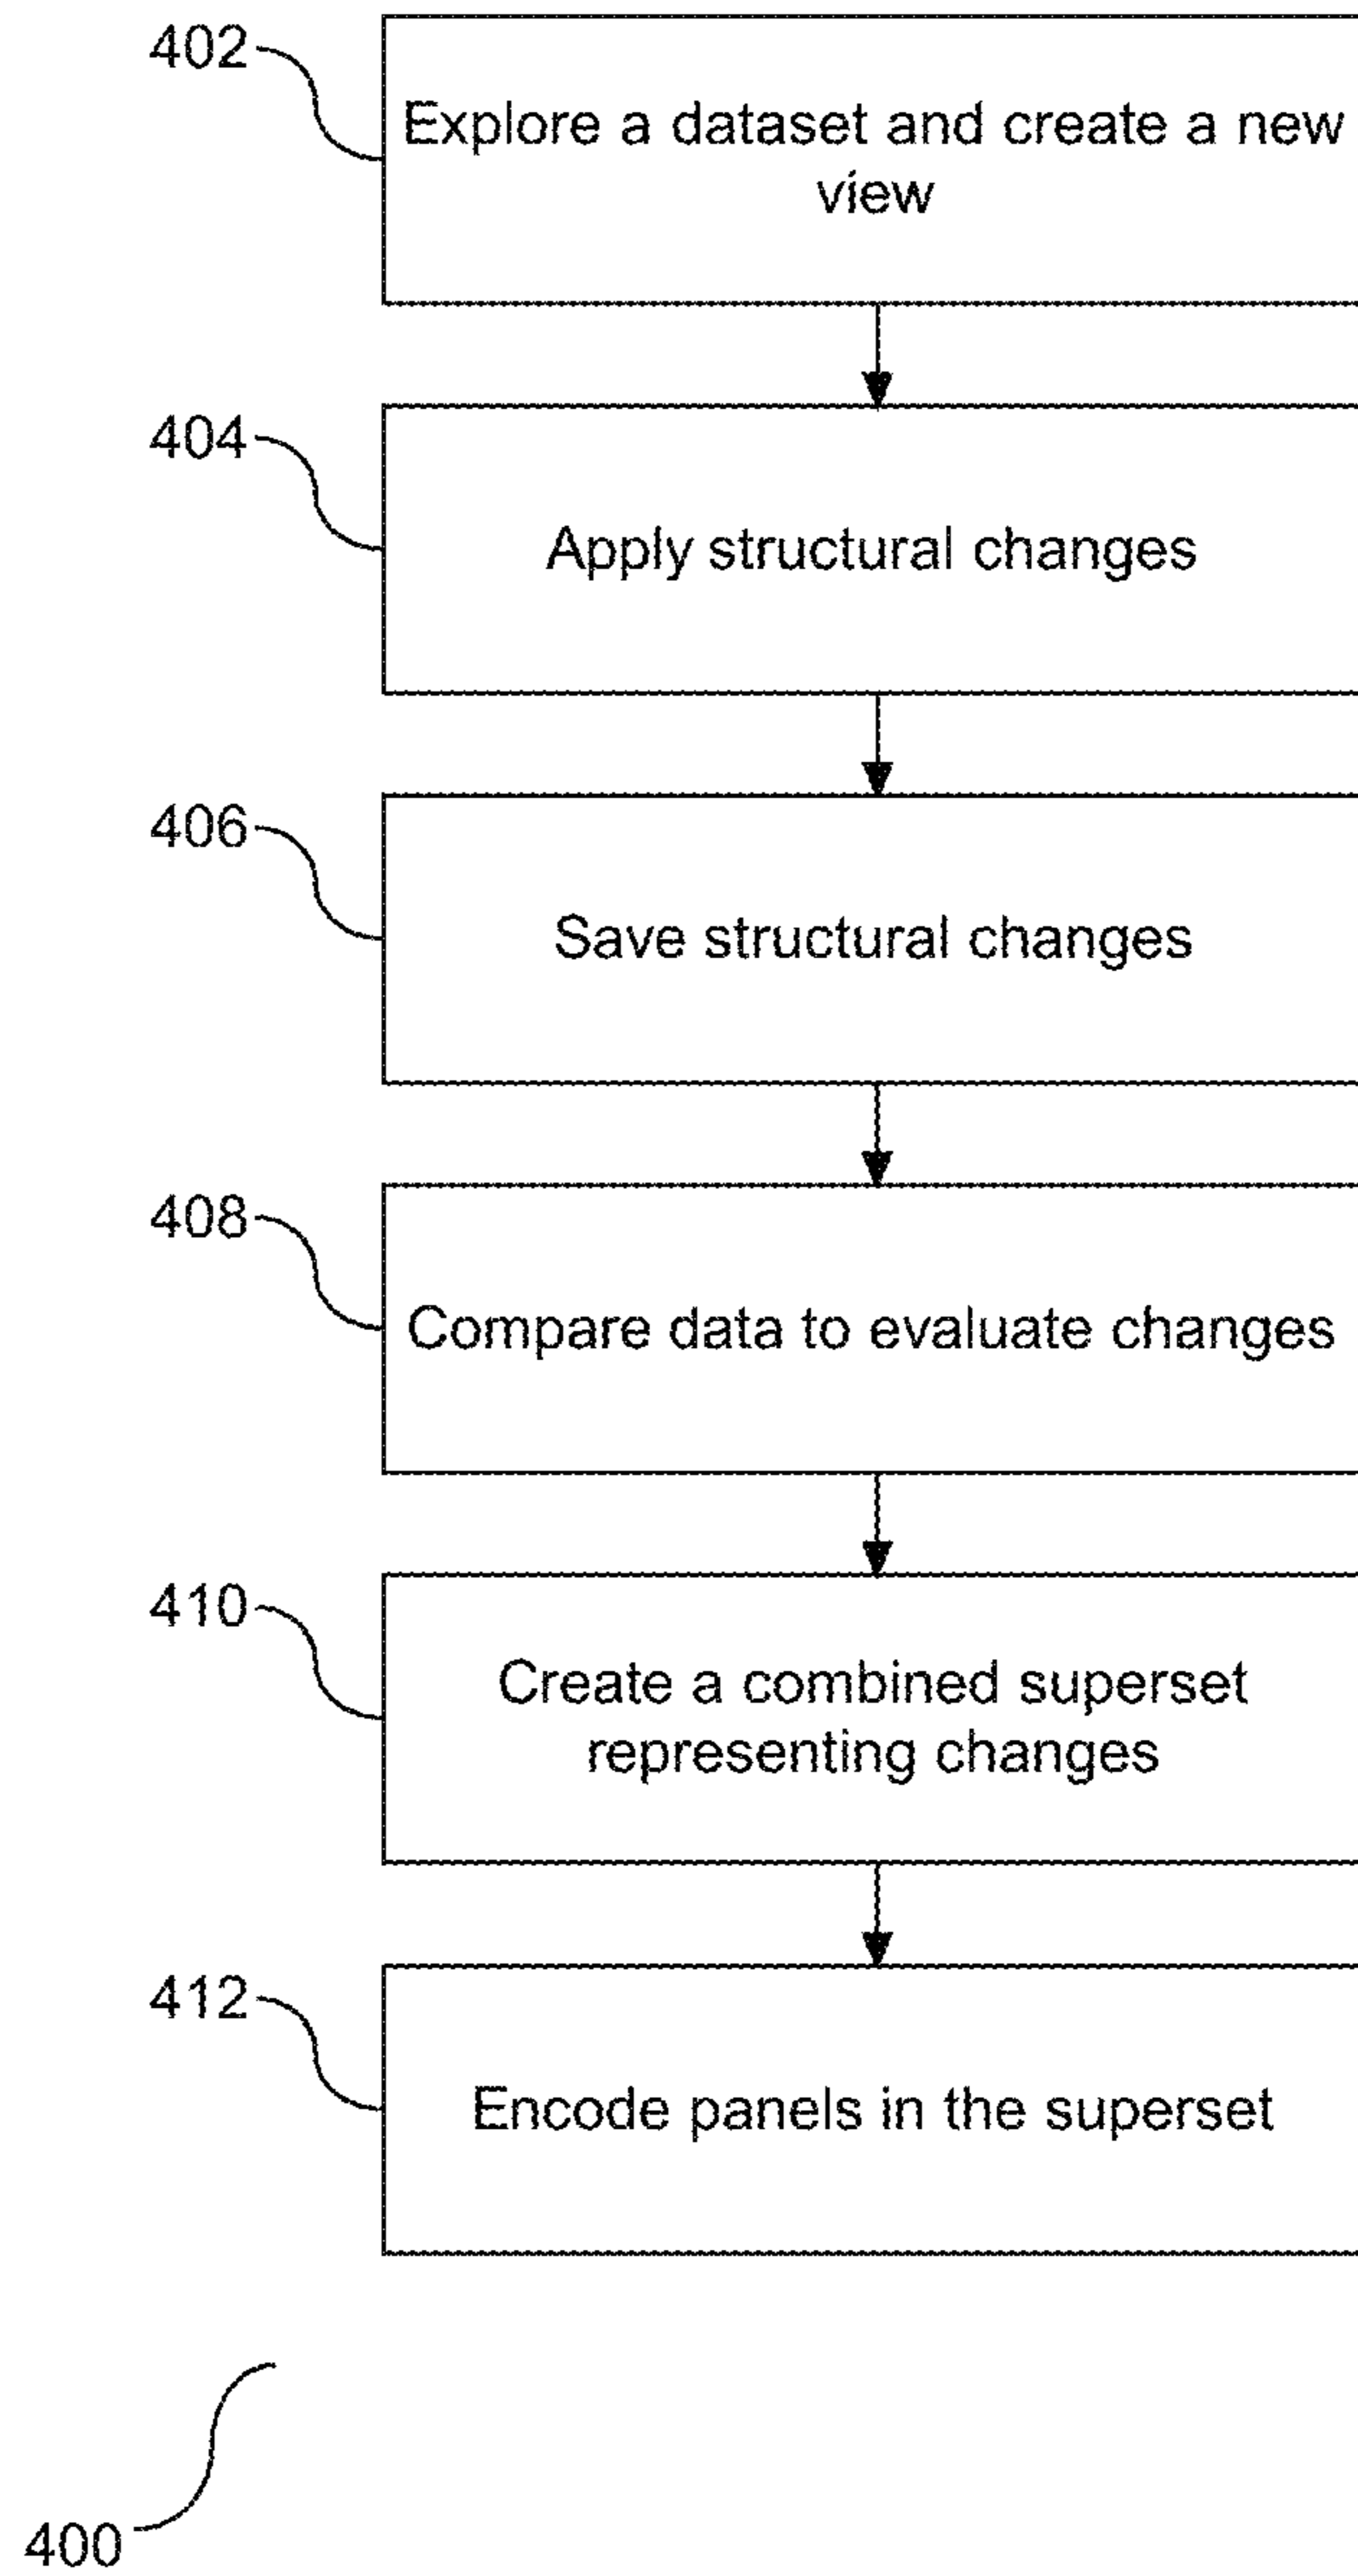 402
Explore a dataset and create a new
view
404
Apply structural changes
406
Save structural changes
408
Compare data to evaluate changes
410
Create a combined superset
representing changes
412
Encode panels in the superset
400